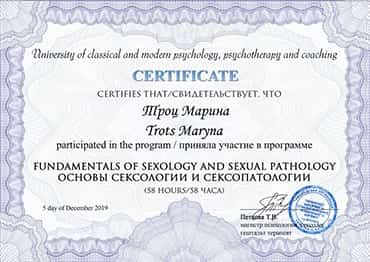 University of classical and modern psychology, psychotherapy and coaching
CERTIFICATE
CERTIFIES THAT/СВИДЕТЕЛЬСТВУЕТ, ЧТО
Троц Марина
Trots Maryna
participated in the program / приняла участие в программе
FUNDAMENTALS OF SEXOLOGY AND SEXUAL PATHOLOGY
ОСНОВЫ СЕКСОЛОГИИ И СЕКСОПАТОЛОГИИ
(58 HOURS/58 ЧАСА)
5 day of December 2019
Т.В.
магистр психологии
гештальт терапевт